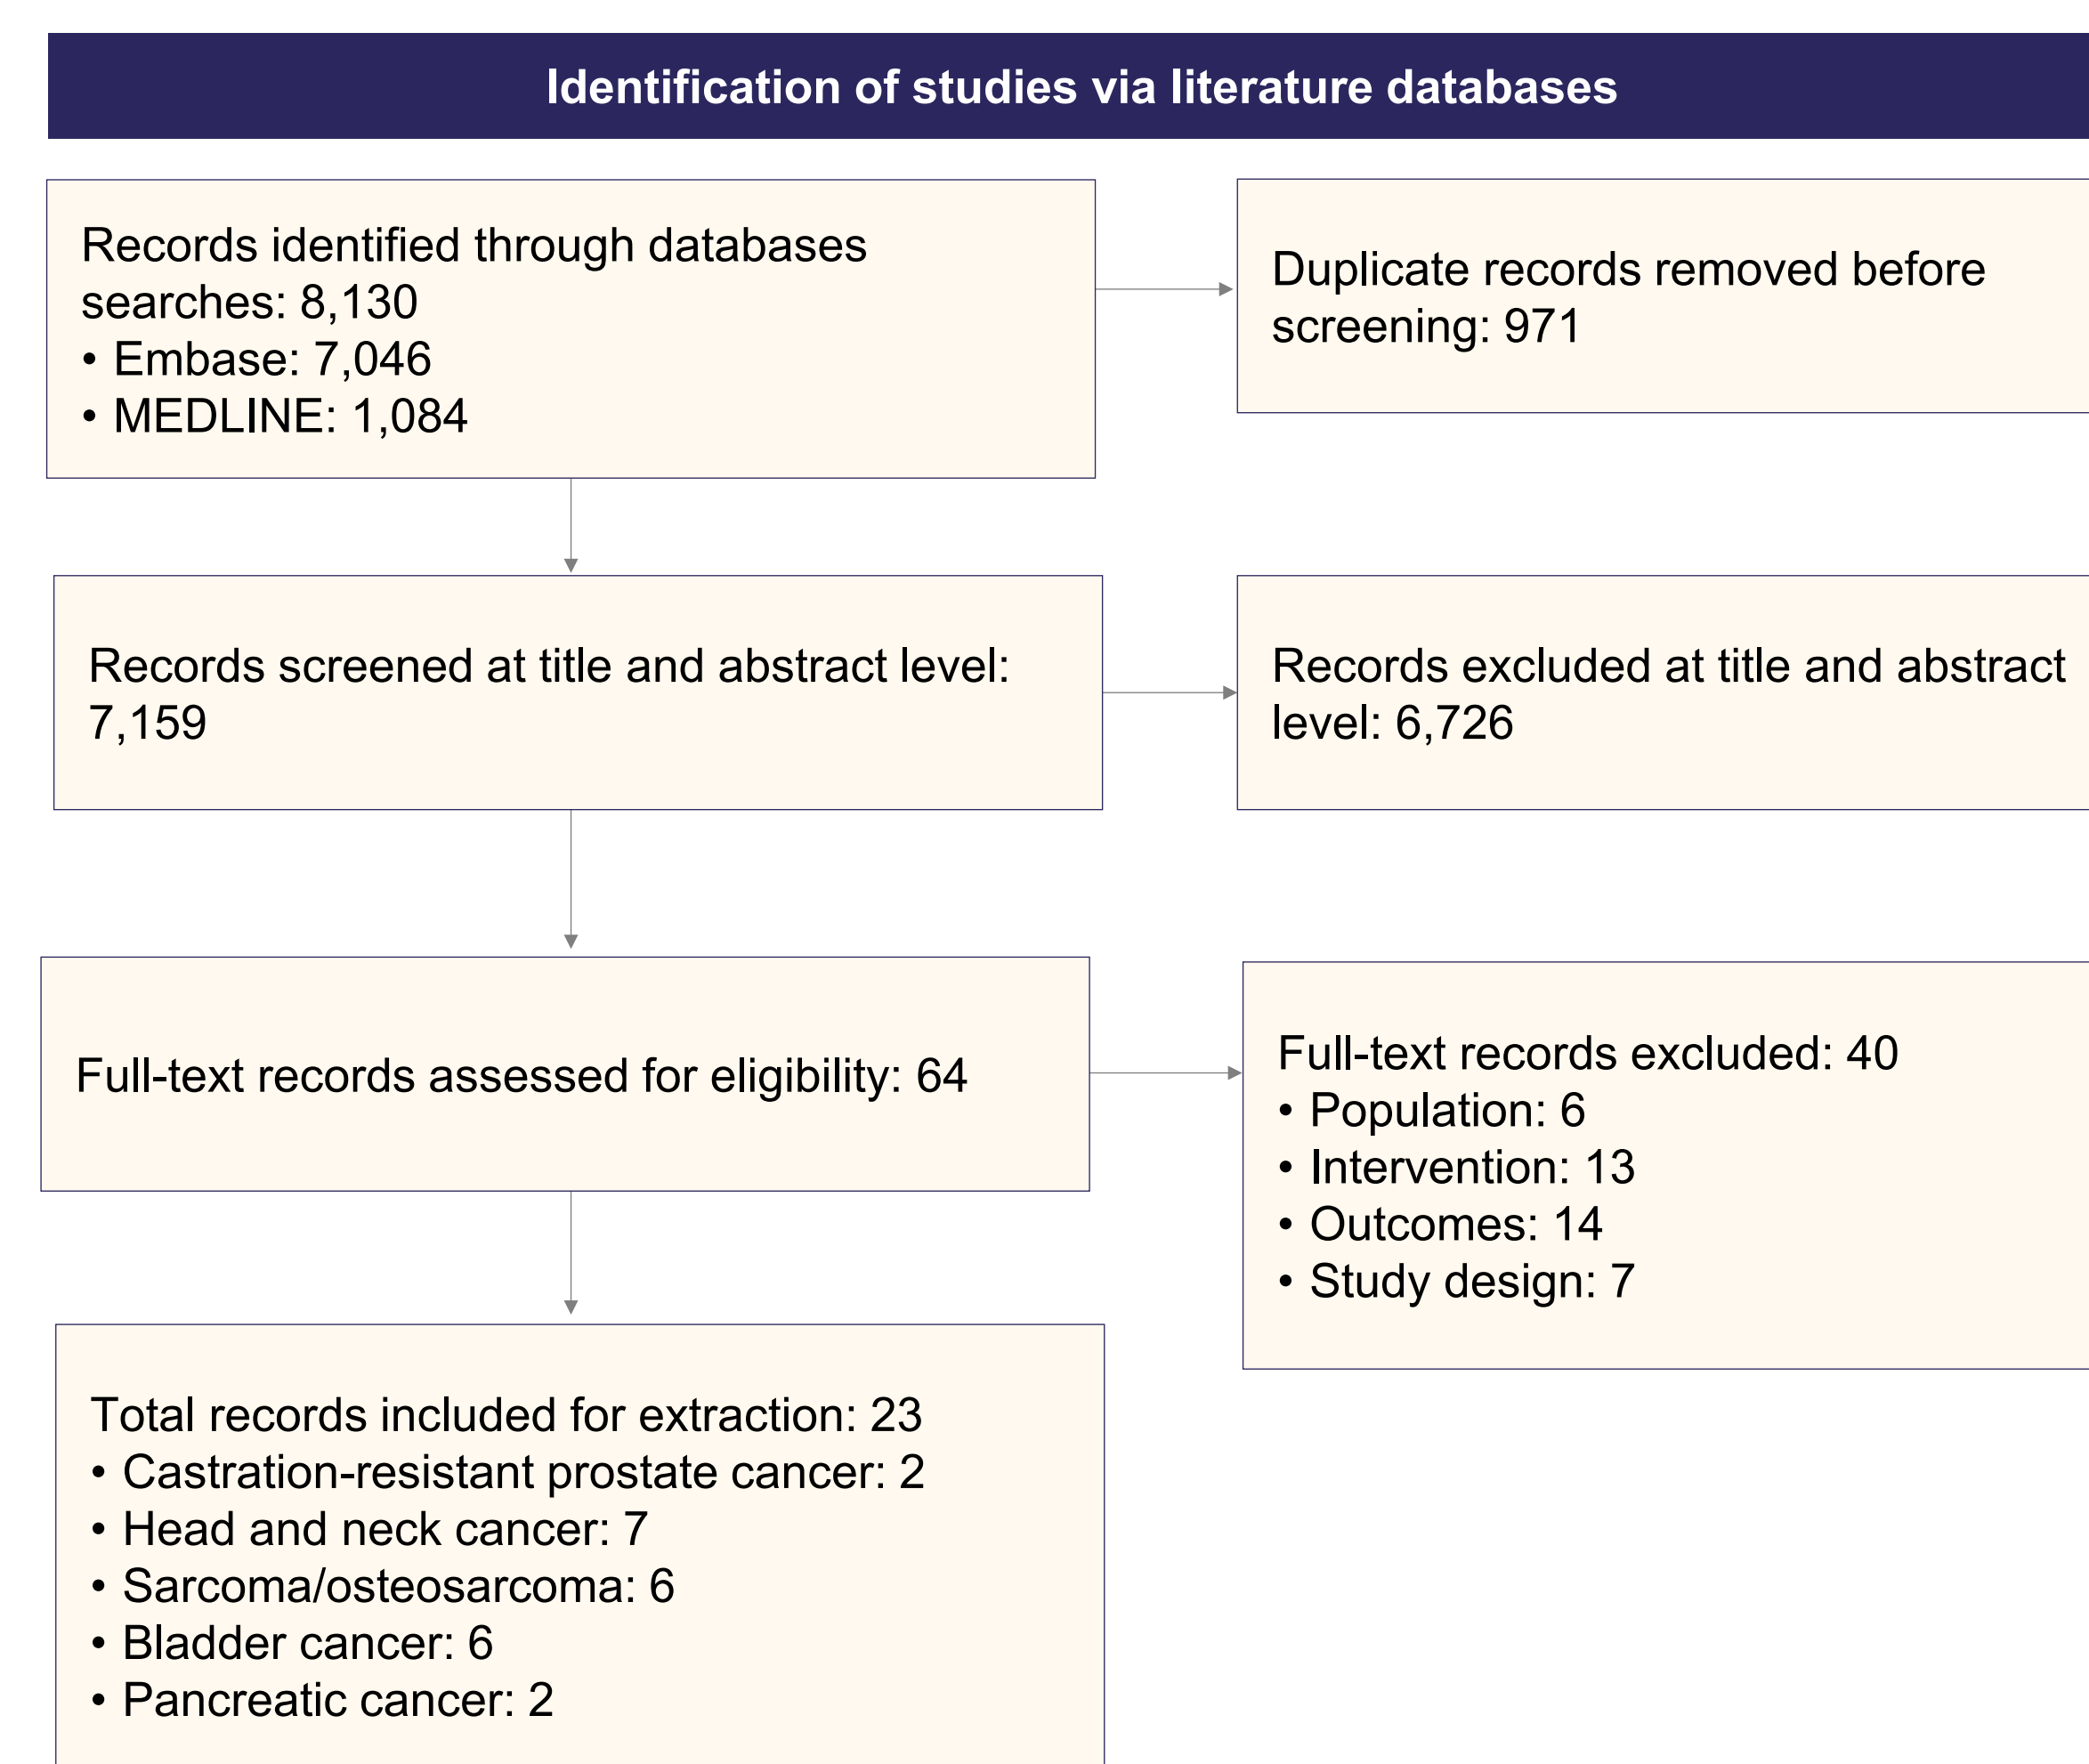 Identification of studies via literature databases
Records identified through databases
searches: 8,130
• Embase: 7,046
• MEDLINE: 1,084
Duplicate records removed before
screening: 971
Records screened at title and abstract level:
7,159
Records excluded at title and abstract
level: 6,726
Full-text records assessed for eligibility: 64
Full-text records excluded: 40
• Population: 6
• Intervention: 13
• Outcomes: 14
• Study design: 7
Total records included for extraction: 23
• Castration-resistant prostate cancer: 2
• Head and neck cancer: 7
• Sarcoma/osteosarcoma: 6
• Bladder cancer: 6
• Pancreatic cancer: 2